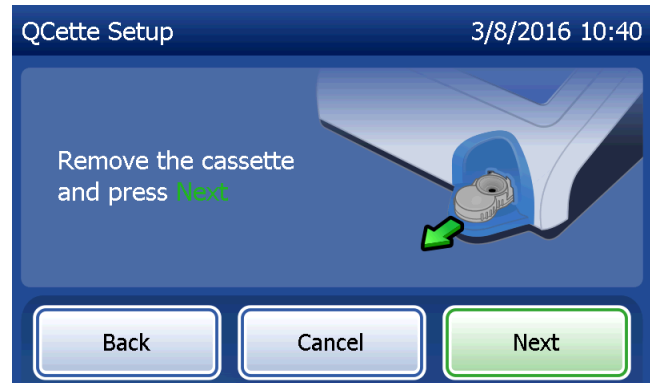 QCette Setup 3/8/2016 10:40
Remove the cassette
and press Next
Back Cancel Next